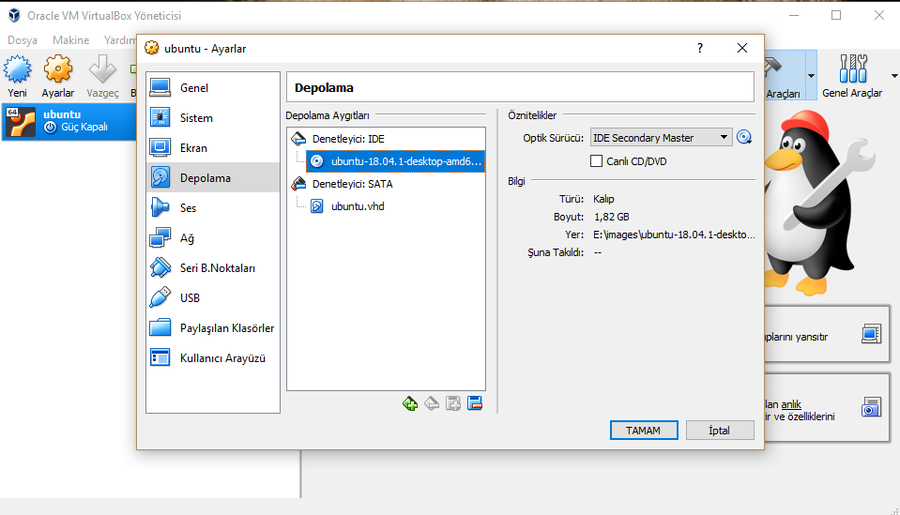 Oracle VM VirtualBox Yöneticisi
Dosya Makine Yardım
Yeni Ayarlar Vazgeç
Araçları Genel Araçlar
64
ubuntu
Güç Kapalı
ubuntu - Ayarlar
?
Genel
Sistem
Ekran
Depolama
Ses
Ağ
Seri B.Noktaları
USB
Paylaşılan Klasörler
Kullanıcı Arayüzü
Depolama
Depolama Aygıtları
Denetleyici: IDE
ubuntu-18.04.1-desktop-amd6...
Denetleyici: SATA
ubuntu.vhd
Öznitelikler
Optik Sürücü: IDE Secondary Master
Canlı CD/DVD
Bilgi
Türü: Kalıp
Boyut: 1,82 GB
Yer: E:\images\ubuntu-18.04.1-deskto...
Şuna Takıldı: --
TAMAM İptal
uplarını yansıtır
lan anlık
ir ve özelliklerini